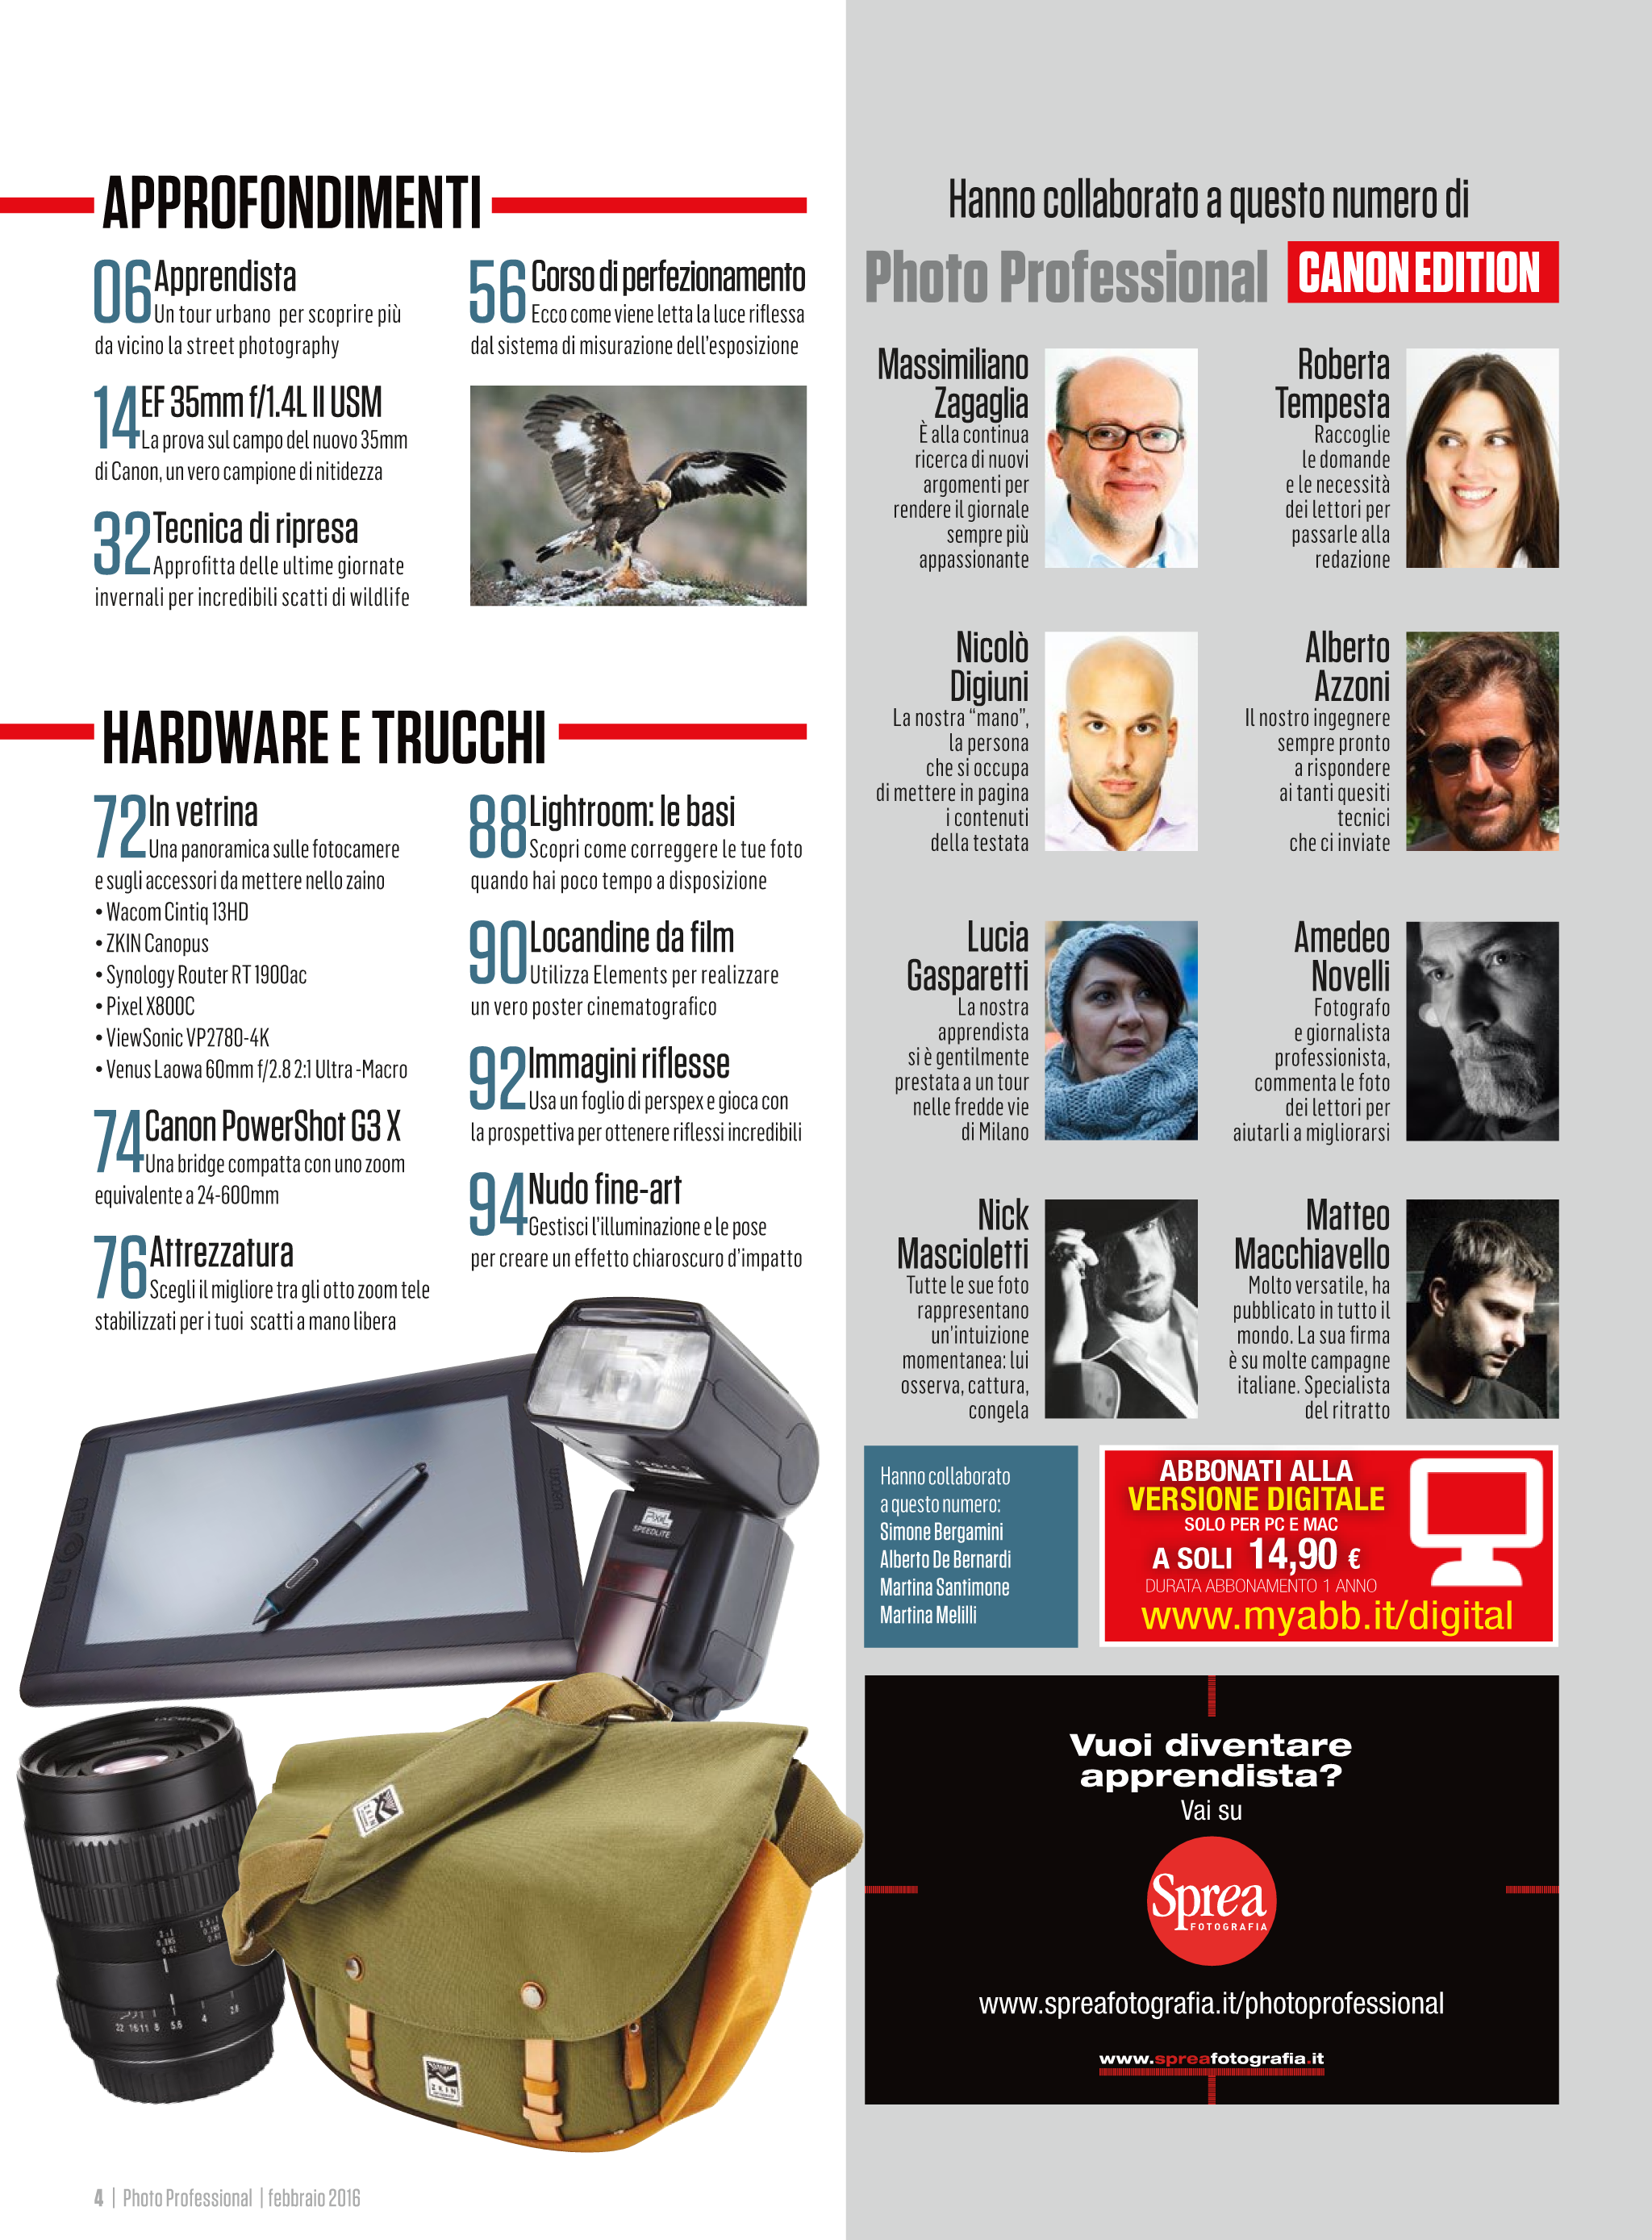 APPROFONDIMENTI
06 Apprendista
Un tour urbano per scoprire più
da vicino la street photography
14 EF 35mm f/1.4L II USM
La prova sul campo del nuovo 35mm
di Canon, un vero campione di nitidezza
32 Tecnica di ripresa
Approfitta delle ultime giornate
invernali per incredibili scatti di wildlife
56 Corso di perfezionamento
Ecco come viene letta la luce riflessa
dal sistema di misurazione dell'esposizione
HARDWARE E TRUCCHI
72 In vetrina
Una panoramica sulle fotocamere
e sugli accessori da mettere nello zaino
• Wacom Cintiq 13HD
• ZKIN Canopus
• Synology Router RT 1900ac
• Pixel X800C
• ViewSonic VP2780-4K
• Venus Laowa 60mm f/2.8 2:1 Ultra -Macro
74 Canon PowerShot G3 X
Una bridge compatta con uno zoom
equivalente a 24-600mm
76 Attrezzatura
Scegli il migliore tra gli otto zoom tele
stabilizzati per i tuoi scatti a mano libera
88 Lightroom: le basi
Scopri come correggere le tue foto
quando hai poco tempo a disposizione
90 Locandine da film
Utilizza Elements per realizzare
un vero poster cinematografico
92 Immagini riflesse
Usa un foglio di perspex e gioca con
la prospettiva per ottenere riflessi incredibili
94 Nudo fine-art
Gestisci l'illuminazione e le pose
per creare un effetto chiaroscuro d'impatto
wacom
PIXEL
SPEEDLITE
22 16 11 8 5.6 4 2.8
ZKIN
4 | Photo Professional | febbraio 2016
Hanno collaborato a questo numero di
Photo Professional CANON EDITION
Massimiliano
Zagaglia
È alla continua
ricerca di nuovi
argomenti per
rendere il giornale
sempre più
appassionante
Roberta
Tempesta
Raccoglie
le domande
e le necessità
dei lettori per
passarle alla
redazione
Nicolò
Digiuni
La nostra "mano",
la persona
che si occupa
di mettere in pagina
i contenuti
della testata
Alberto
Azzoni
Il nostro ingegnere
sempre pronto
a rispondere
ai tanti quesiti
tecnici
che ci inviate
Lucia
Gasparetti
La nostra
apprendista
si è gentilmente
prestata a un tour
nelle fredde vie
di Milano
Amedeo
Novelli
Fotografo
e giornalista
professionista,
commenta le foto
dei lettori per
aiutarli a migliorarsi
Nick
Mascioletti
Tutte le sue foto
rappresentano
un'intuizione
momentanea: lui
osserva, cattura,
congela
Matteo
Macchiavello
Molto versatile, ha
pubblicato in tutto il
mondo. La sua firma
è su molte campagne
italiane. Specialista
del ritratto
Hanno collaborato
a questo numero:
Simone Bergamini
Alberto De Bernardi
Martina Santimone
Martina Melilli
ABBONATI ALLA
VERSIONE DIGITALE
SOLO PER PC E MAC
A SOLI 14,90 €
DURATA ABBONAMENTO 1 ANNO
www.myabb.it/digital
Vuoi diventare
apprendista?
Vai su
Sprea
FOTOGRAFIA
www.spreafotografia.it/photoprofessional
www.spreafotografia.it